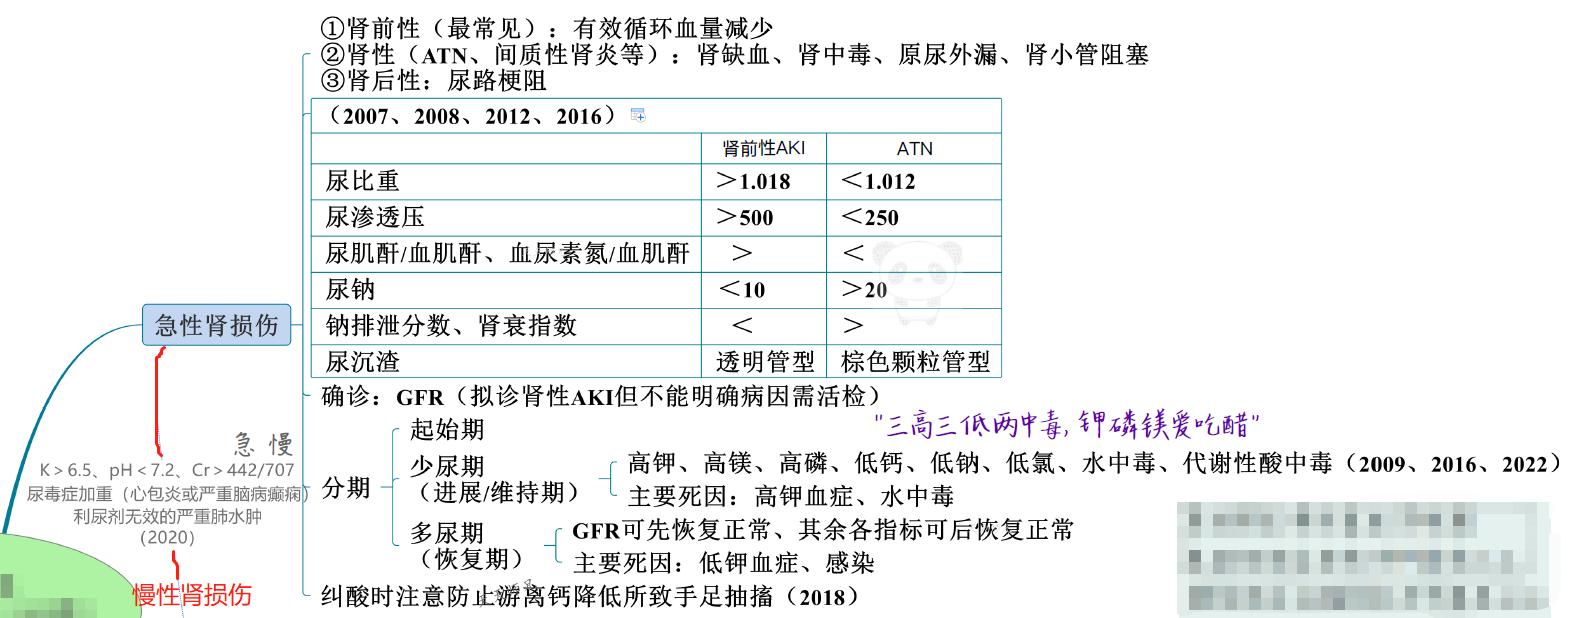 ①肾前性（最常见）：有效循环血量减少
②肾性（ATN、间质性肾炎等）：肾缺血、肾中毒、原尿外漏、肾小管阻塞
③肾后性：尿路梗阻
（2007、2008、2012、2016）
肾前性AKI ATN
尿比重 ＞1.018 ＜1.012
尿渗透压 ＞500 ＜250
尿肌酐/血肌酐、血尿素氮/血肌酐 ＞ ＜
尿钠 ＜10 ＞20
钠排泄分数、肾衰指数 ＜ ＞
尿沉渣 透明管型 棕色颗粒管型
急性肾损伤
确诊：GFR（拟诊肾性AKI但不能明确病因需活检）
"三高三低两中毒,钾磷镁爱吃醋"
分期
起始期
少尿期
（进展/维持期）
高钾、高镁、高磷、低钙、低钠、低氯、水中毒、代谢性酸中毒（2009、2016、2022）
主要死因：高钾血症、水中毒
多尿期
（恢复期）
GFR可先恢复正常、其余各指标可后恢复正常
主要死因：低钾血症、感染
纠酸时注意防止游离钙降低所致手足抽搐（2018）
急 慢
K＞6.5、pH＜7.2、Cr＞442/707
尿毒症加重（心包炎或严重脑病癫痫）
利尿剂无效的严重肺水肿
（2020）
慢性肾损伤